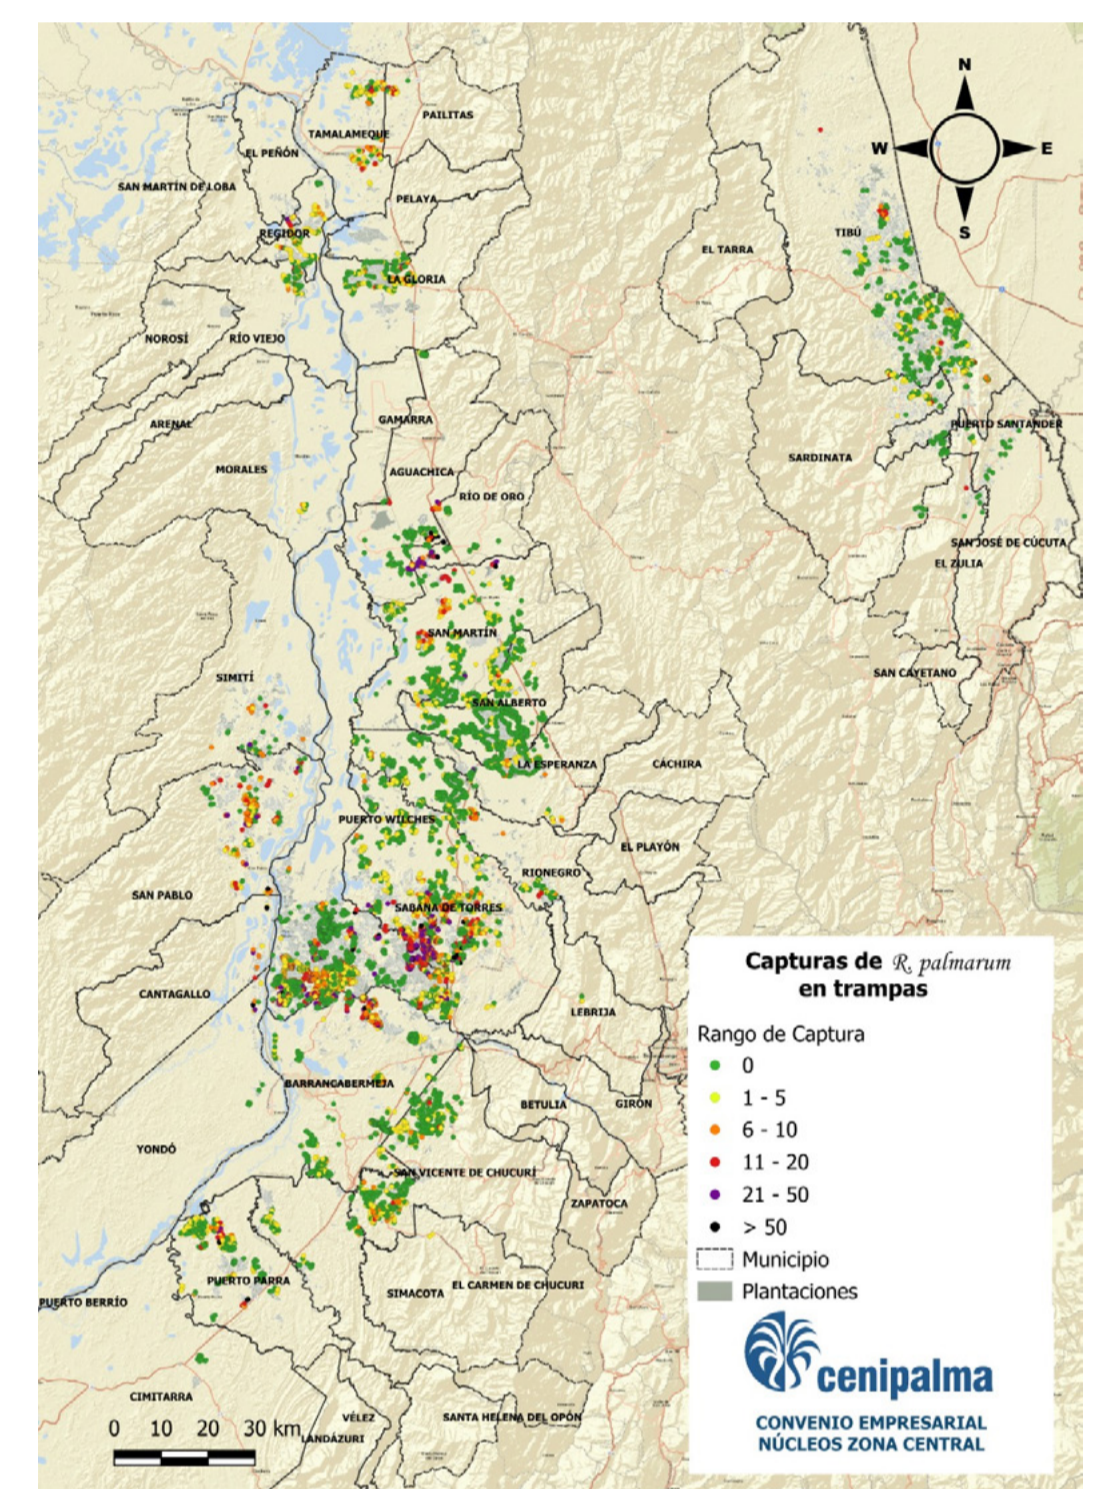 N
PAILITAS
TAMALAMEQUE
W
E
EL PEÑÓN
SAN MARTÍN DE LOBA
PELAYA
REGIDOR
TIBÚ
S
EL TARRA
LA GLORIA
NOROSÍ
RÍO VIEJO
GAMARRA
ARENAL
PUERTO SANTANDER
SARDINATA
MORALES
AGUACHICA
RÍO DE ORO
SAN JOSÉ DE CÚCUTA
EL ZULIA
SAN MARTÍN
SAN CAYETANO
SIMITÍ
SAN ALBERTO
LA ESPERANZA
CÁCHIRA
PUERTO WILCHES
EL PLAYÓN
RIONEGRO
SAN PABLO
SABANA DE TORRES
CANTAGALLO
LEBRIJA
BARRANCABERMEJA
BETULIA
GIRÓN
YONDÓ
SAN VICENTE DE CHUCURÍ
ZAPATOCA
PUERTO PARRA
EL CARMEN DE CHUCURI
SIMACOTA
PUERTO BERRÍO
CIMITARRA
VÉLEZ
SANTA HELENA DEL OPÓN
LANDÁZURI
0 10 20 30 km
Capturas de R. palmarum
en trampas
Rango de Captura
0
1 - 5
6 - 10
11 - 20
21 - 50
> 50
Municipio
Plantaciones
cenipalma
CONVENIO EMPRESARIAL
NÚCLEOS ZONA CENTRAL